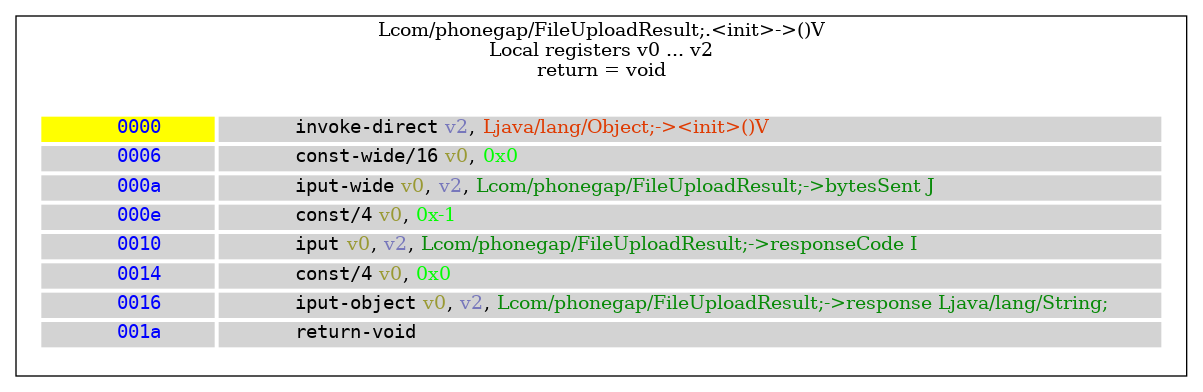 Lcom/phonegap/FileUploadResult;.<init>->()V
Local registers v0 ... v2
return = void
0000 invoke-direct v2, Ljava/lang/Object;-><init>()V
0006 const-wide/16 v0, 0x0
000a iput-wide v0, v2, Lcom/phonegap/FileUploadResult;->bytesSent J
000e const/4 v0, 0x-1
0010 iput v0, v2, Lcom/phonegap/FileUploadResult;->responseCode I
0014 const/4 v0, 0x0
0016 iput-object v0, v2, Lcom/phonegap/FileUploadResult;->response Ljava/lang/String;
001a return-void